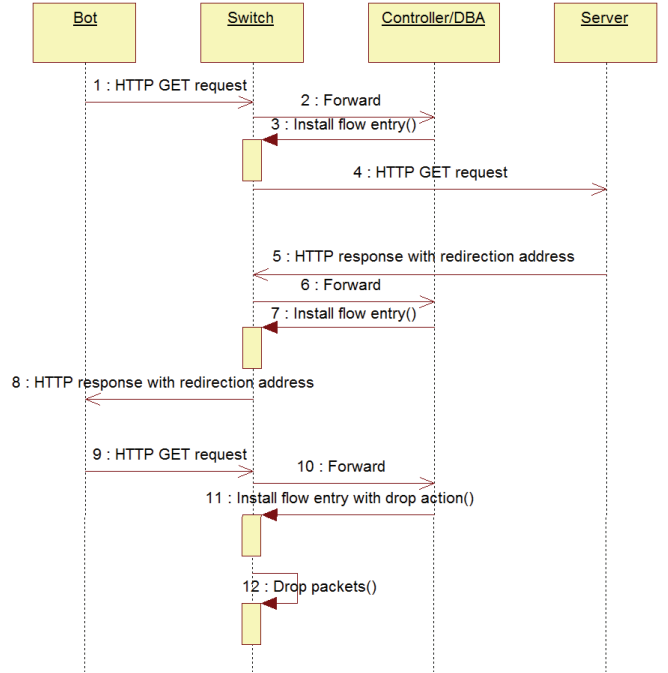 Bot
Switch
Controller/DBA
Server
1 : HTTP GET request
2 : Forward
3 : Install flow entry()
4 : HTTP GET request
5 : HTTP response with redirection address
6 : Forward
7 : Install flow entry()
8 : HTTP response with redirection address
9 : HTTP GET request
10 : Forward
11 : Install flow entry with drop action()
12 : Drop packets()